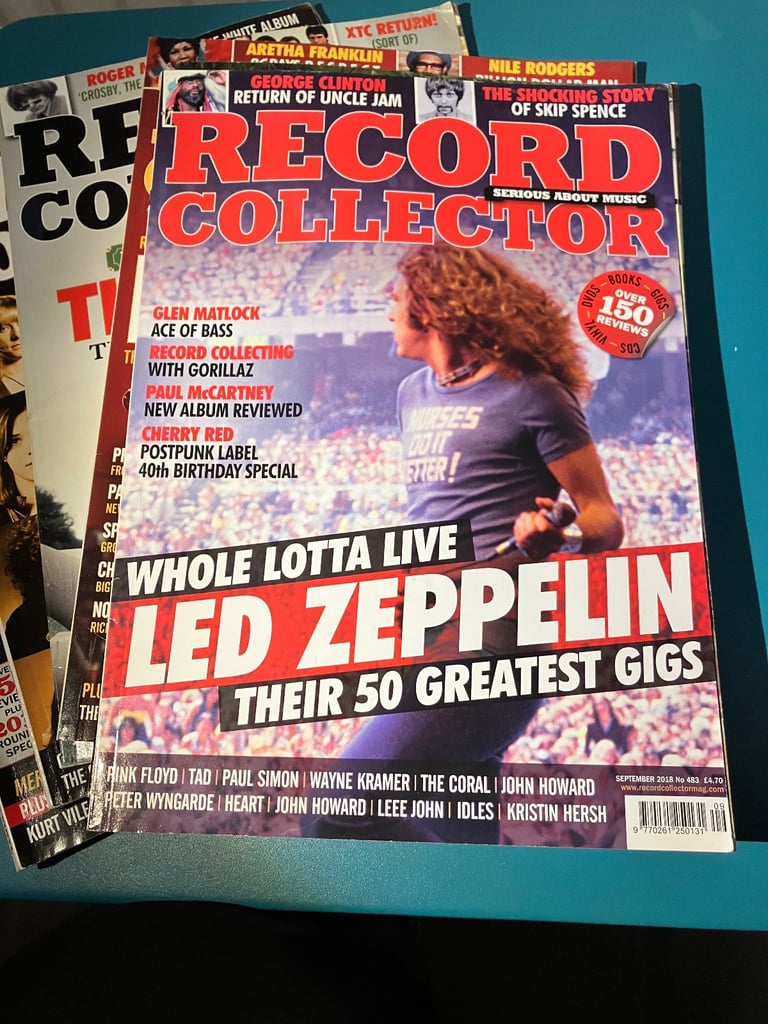 WHITE ALBUM
XTC RETURN!
(SORT OF)
ROGER
'CROSBY, THE
ARETHA FRANKLIN
NILE RODGERS
GEORGE CLINTON
RETURN OF UNCLE JAM
THE SHOCKING STORY
OF SKIP SPENCE
RECORD
SERIOUS ABOUT MUSIC
COLLECTOR
GLEN MATLOCK
ACE OF BASS
RECORD COLLECTING
WITH GORILLAZ
PAUL McCARTNEY
NEW ALBUM REVIEWED
CHERRY RED
POSTPUNK LABEL
40th BIRTHDAY SPECIAL
BOOKS GIGS CDS VINYL DVDS
OVER
150
REVIEWS
NURSES
DO IT
ETTER!
WHOLE LOTTA LIVE
LED ZEPPELIN
THEIR 50 GREATEST GIGS
PINK FLOYD | TAD | PAUL SIMON | WAYNE KRAMER | THE CORAL | JOHN HOWARD
PETER WYNGARDE | HEART | JOHN HOWARD | LEEE JOHN | IDLES | KRISTIN HERSH
SEPTEMBER 2018 No 483 £4.70
www.recordcollectormag.com
09
9 770261 250131
RE
CO
KURT VILE